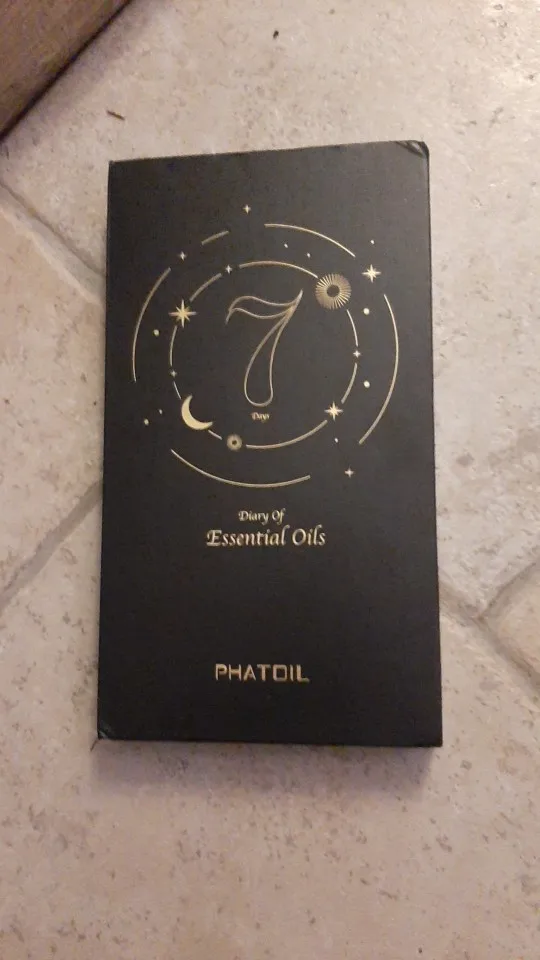 7
Days
Diary Of
Essential Oils
PHATOIL